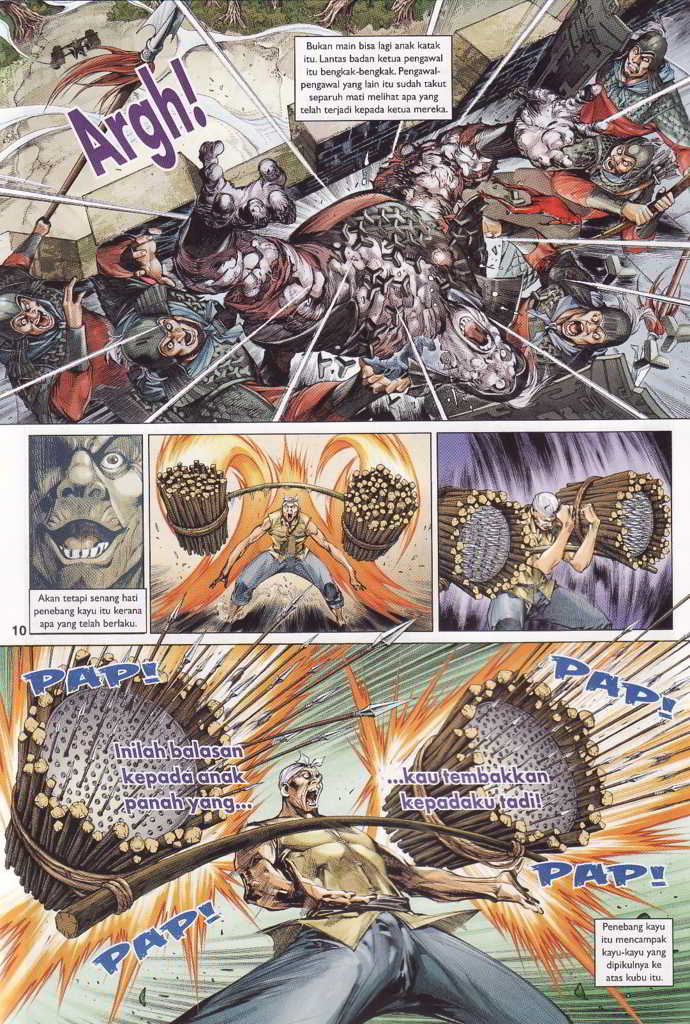 Bukan main bisa lagi anak katak
itu. Lantas badan ketua pengawal
itu bengkak-bengkak. Pengawal-
pengawal yang lain itu sudah takut
separuh mati melihat apa yang
telah terjadi kepada ketua mereka.
Argh!
Akan tetapi senang hati
penebang kayu itu kerana
apa yang telah berlaku.
10
PAP!
PAP!
Inilah balasan
kepada anak
panah yang...
...kau tembakkan
kepadaku tadi!
PAP!
PAP!
Penebang kayu
itu mencampak
kayu-kayu yang
dipikulnya ke
atas kubu itu.